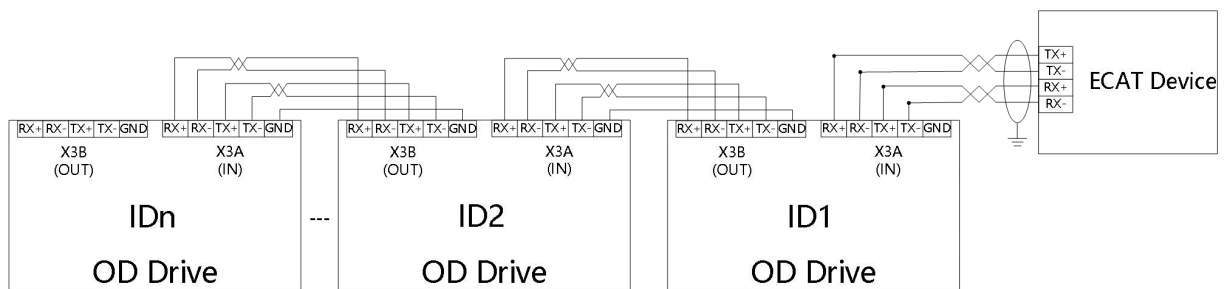 TX+
TX-
RX+
RX-
ECAT Device
RX+ RX- TX+ TX- GND
RX+ RX- TX+ TX- GND
RX+ RX- TX+ TX- GND
RX+ RX- TX+ TX- GND
RX+ RX- TX+ TX- GND
RX+ RX- TX+ TX- GND
X3B
(OUT)
X3A
(IN)
X3B
(OUT)
X3A
(IN)
X3B
(OUT)
X3A
(IN)
IDn
---
ID2
ID1
OD Drive
OD Drive
OD Drive